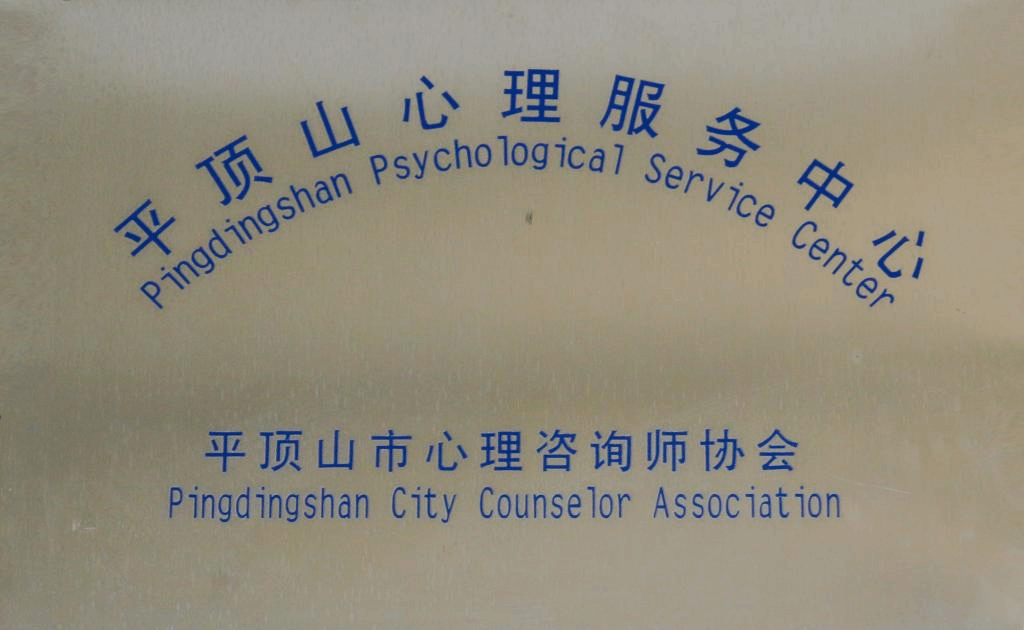 平顶山心理服务中心
Pingdingshan Psychological Service Center
平顶山市心理咨询师协会
Pingdingshan City Counselor Association